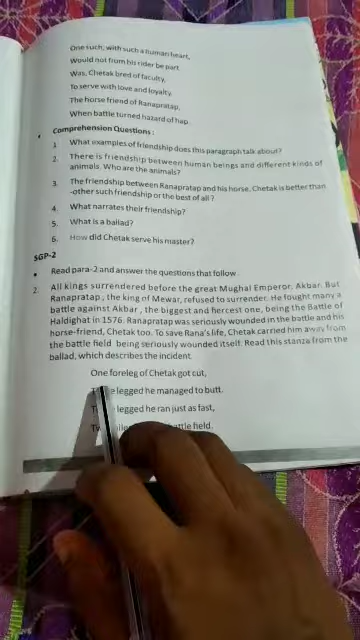 One such, with such a human heart,
Would not from his rider be part
Was, Chetak bred of faculty,
To serve with love and loyalty.
The horse friend of Ranapratap,
When battle turned hazard of hap.
• Comprehension Questions :
1. What examples of friendship does this paragraph talk about?
2. There is friendship between human beings and different kinds of
animals. Who are the animals?
3. The friendship between Ranapratap and his horse, Chetak is better than
-other such friendship or the best of all ?
4. What narrates their friendship?
5. What is a ballad?
6. How did Chetak serve his master?
SGP-2
• Read para-2 and answer the questions that follow.
2. All kings surrendered before the great Mughal Emperor, Akbar. But
Ranapratap, the king of Mewar, refused to surrender. He fought many a
battle against Akbar, the biggest and fiercest one, being the Battle of
Haldighat in 1576. Ranapratap was seriously wounded in the battle and his
horse-friend, Chetak too. To save Rana's life, Chetak carried him away from
the battle field being seriously wounded itself. Read this stanza from the
ballad, which describes the incident.
One foreleg of Chetak got cut,
legged he managed to butt.
legged he ran just as fast,
field.